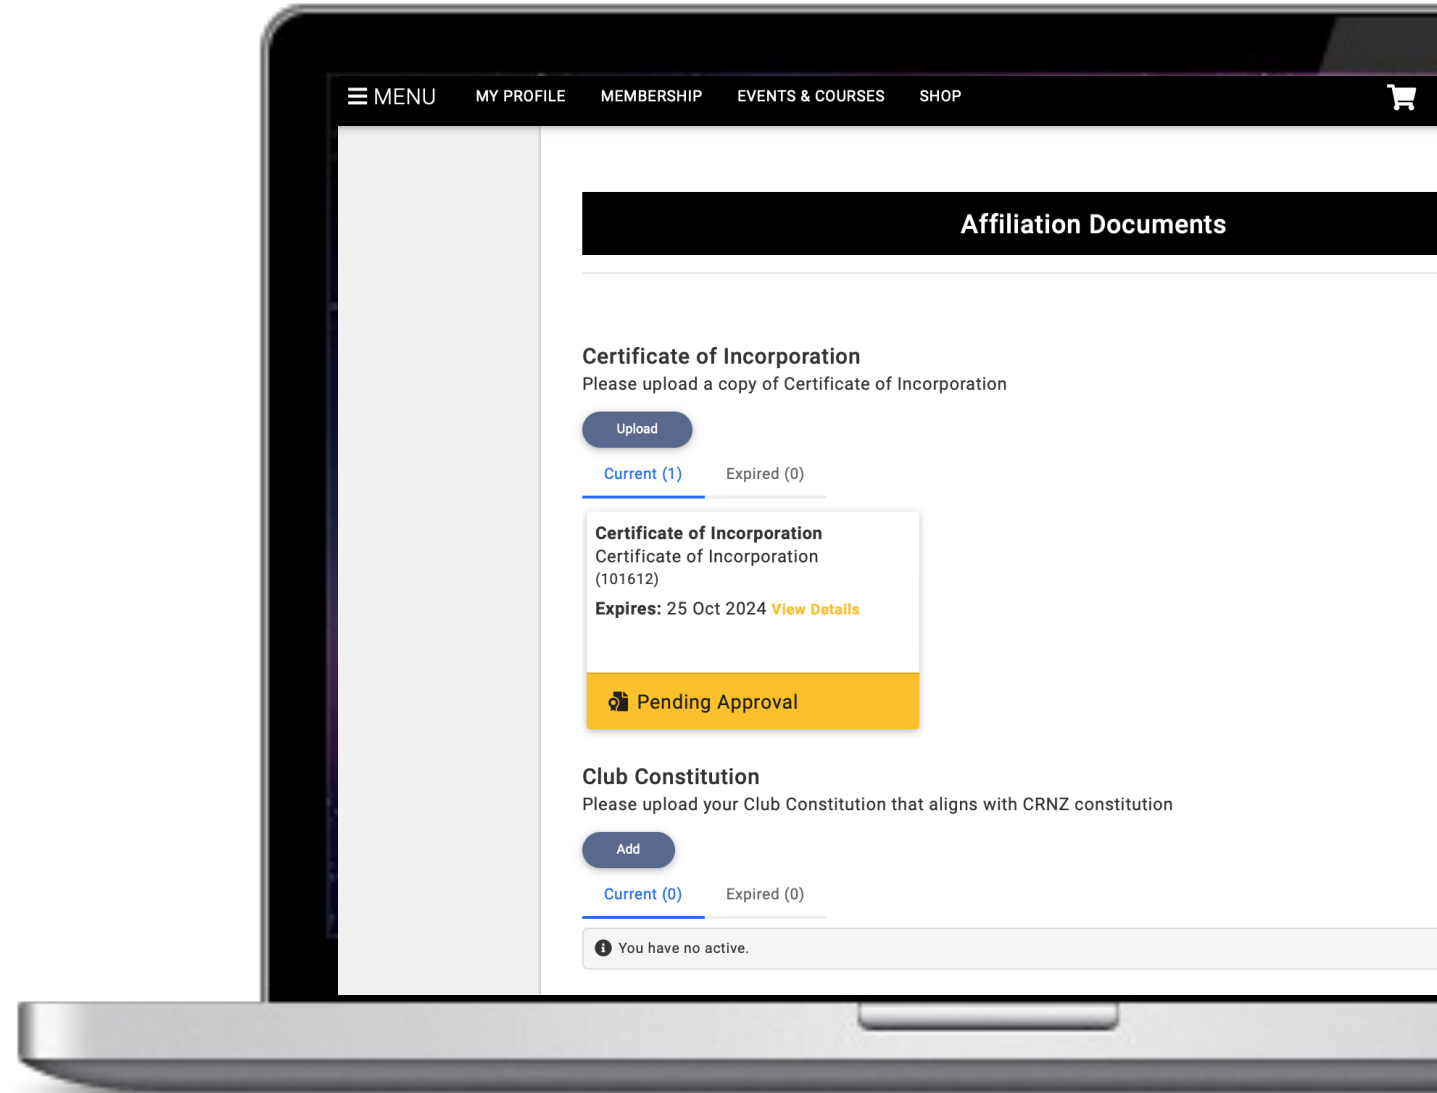 MENU MY PROFILE MEMBERSHIP EVENTS & COURSES SHOP
Affiliation Documents
Certificate of Incorporation
Please upload a copy of Certificate of Incorporation
Upload
Current (1) Expired (0)
Certificate of Incorporation
Certificate of Incorporation
(101612)
Expires: 25 Oct 2024 View Details
Pending Approval
Club Constitution
Please upload your Club Constitution that aligns with CRNZ constitution
Add
Current (0) Expired (0)
You have no active.